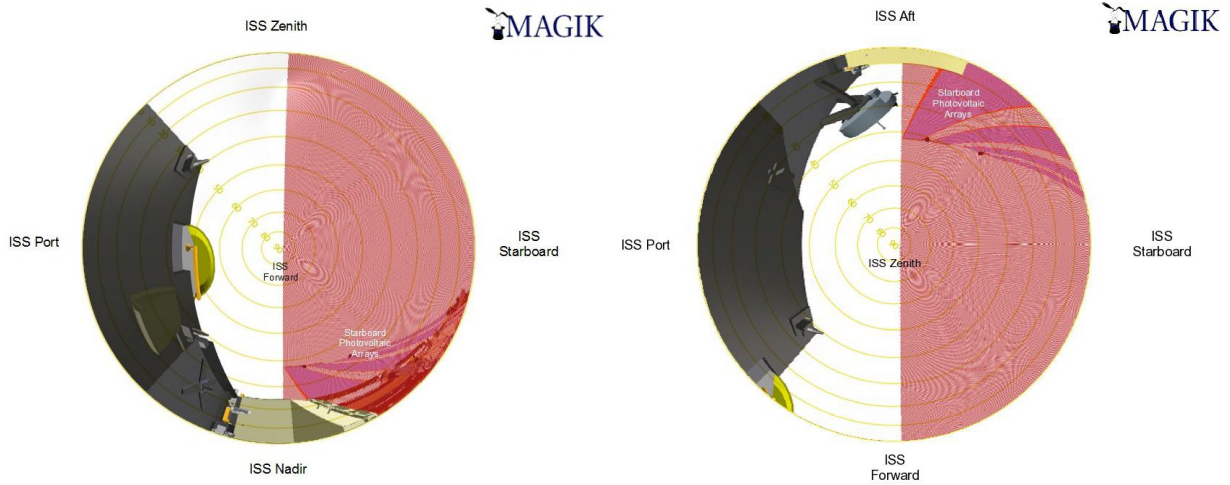 ISS Zenith
MAGIK
ISS Port
ISS
Forward
ISS
Starboard
Starboard
Photovoltaic
Arrays
ISS Nadir
ISS Aft
MAGIK
Starboard
Photovoltaic
Arrays
ISS Port
ISS Zenith
ISS
Starboard
ISS
Forward